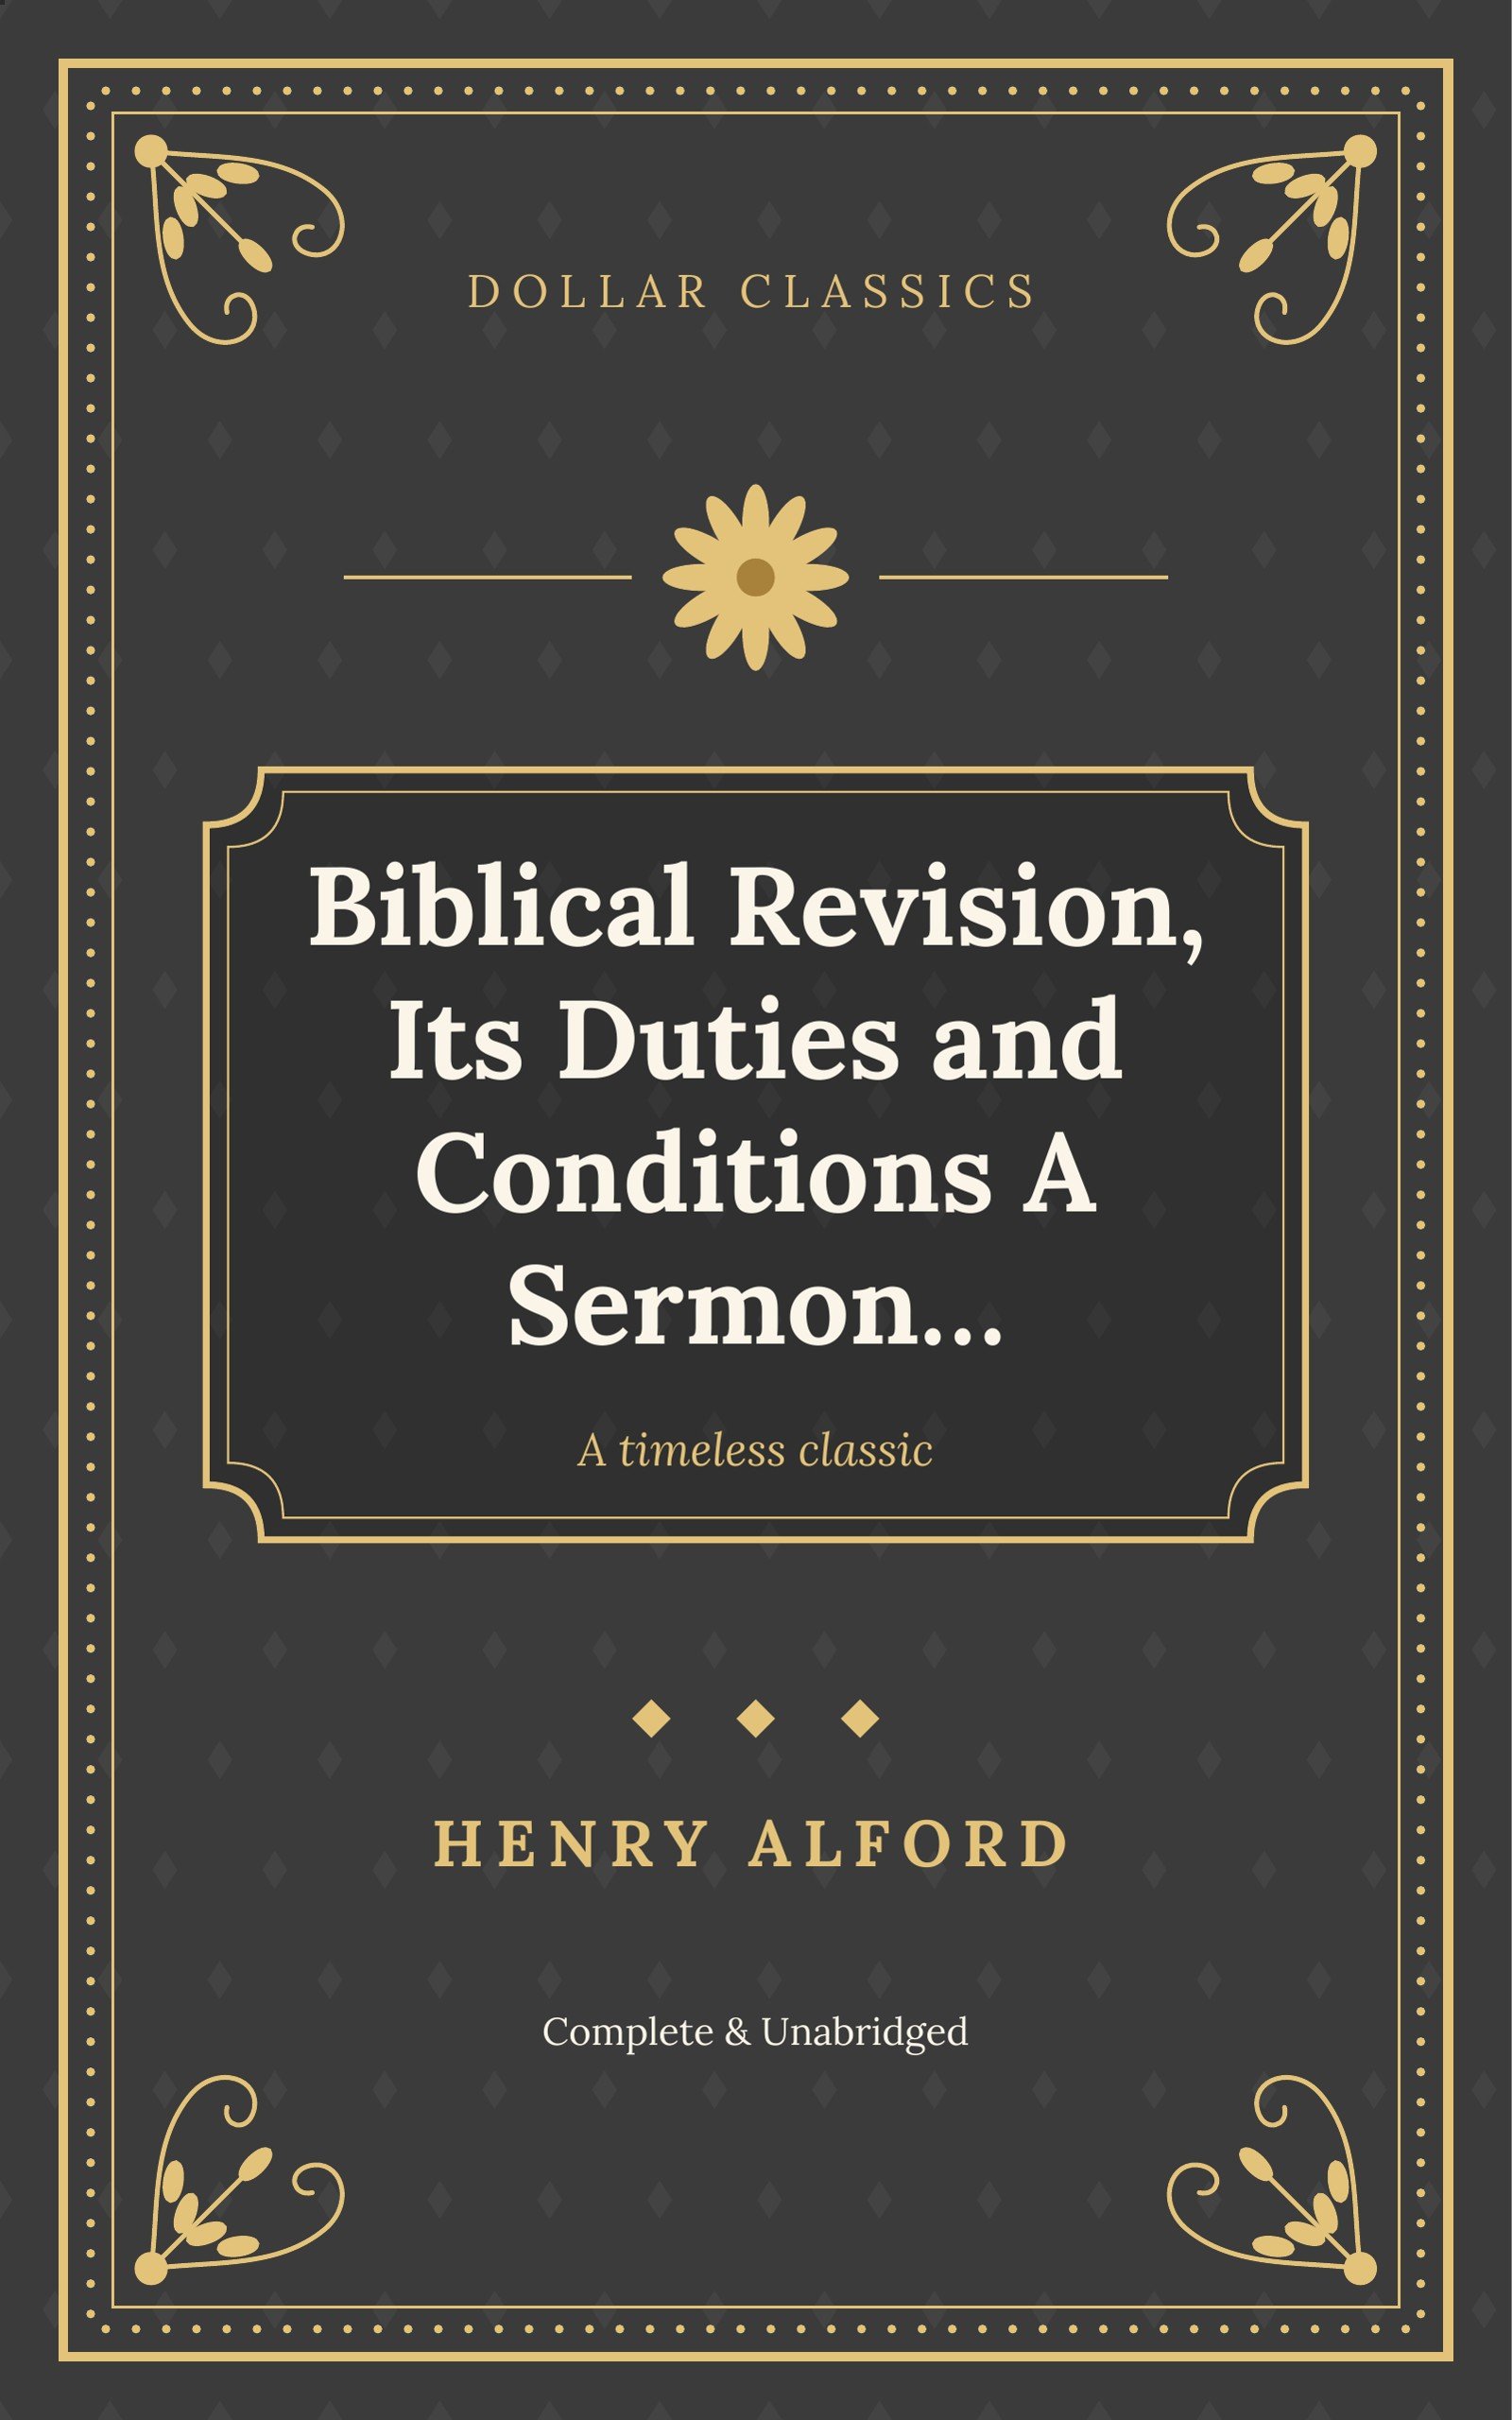 DOLLAR CLASSICS
Biblical Revision,
Its Duties and
Conditions A
Sermon...
A timeless classic
HENRY ALFORD
Complete & Unabridged